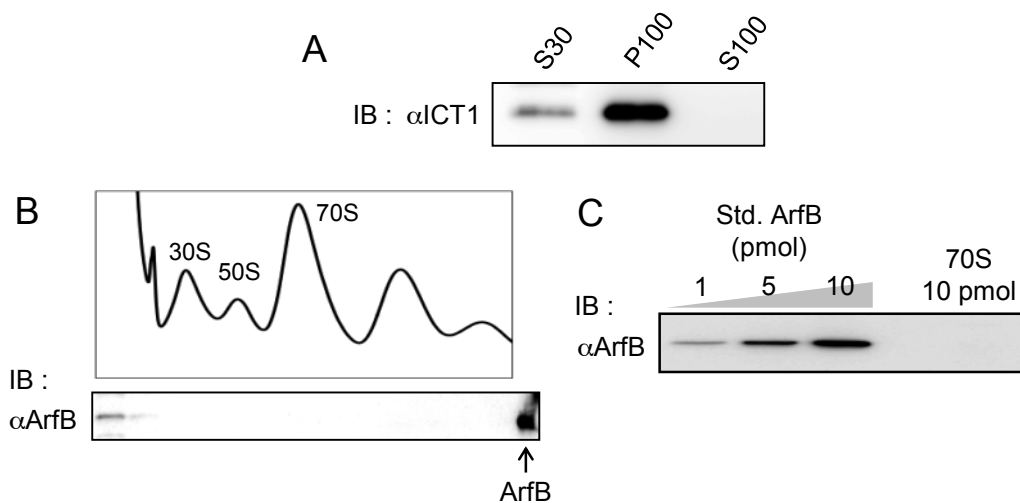 A
S30
P100
S100
IB : αICT1
B
30S
50S
70S
IB :
αArfB
ArfB
C
Std. ArfB
(pmol)
1 5 10
70S
10 pmol
IB :
αArfB